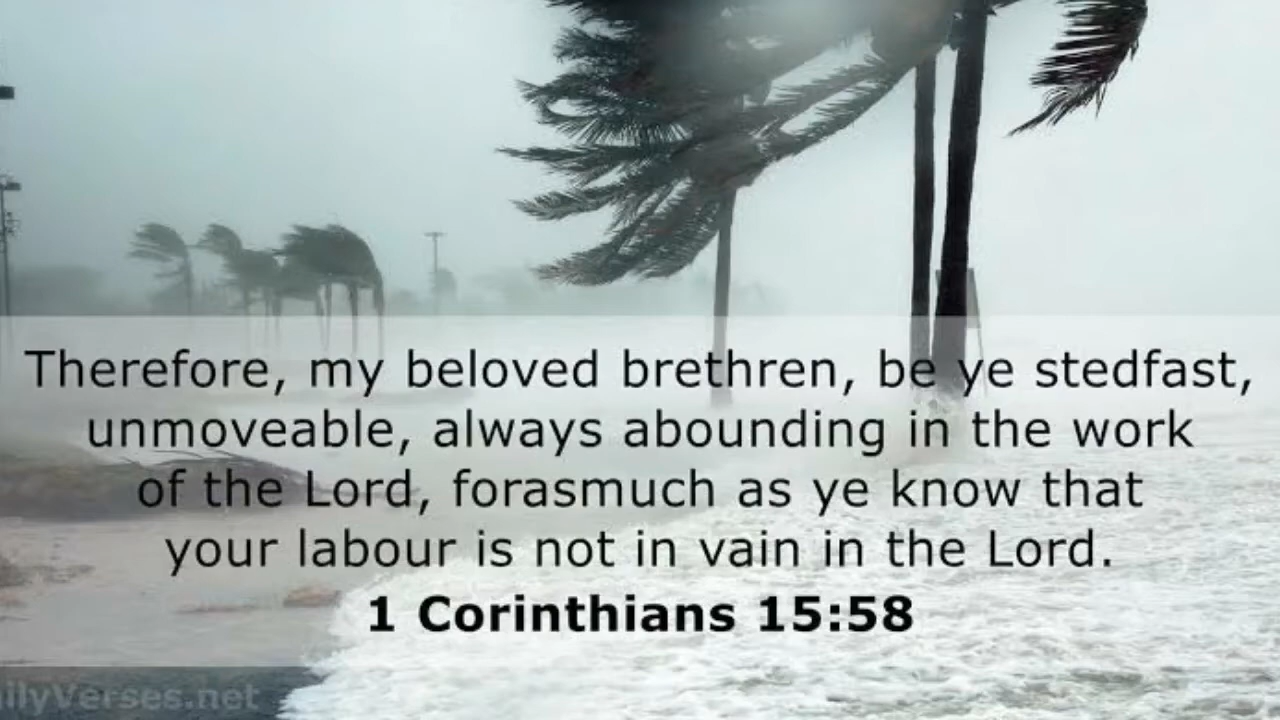 Therefore, my beloved brethren, be ye stedfast,
unmoveable, always abounding in the work
of the Lord, forasmuch as ye know that
your labour is not in vain in the Lord.
1 Corinthians 15:58
ilyVerses.net